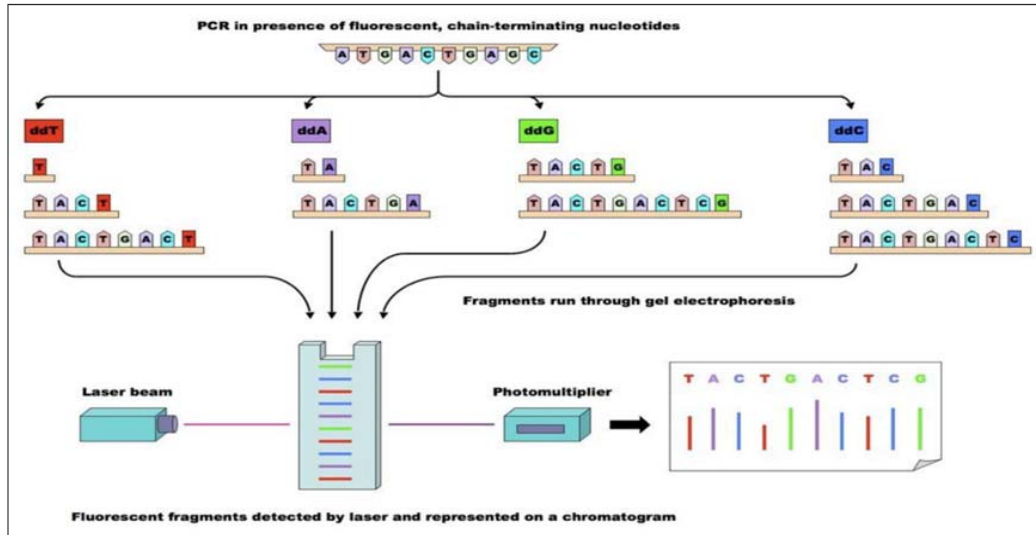 PCR in presence of fluorescent, chain-terminating nucleotides
A T G A C T G A G C
ddT ddA ddG ddC
T
T A
T A C T G
T A C
T A C T
T A C T G A
T A C T G A C T C G
T A C T G A C
T A C T G A C T
T A C T G A C T C
Fragments run through gel electrophoresis
Laser beam
Photomultiplier
T A C T G A C T C G
Fluorescent fragments detected by laser and represented on a chromatogram